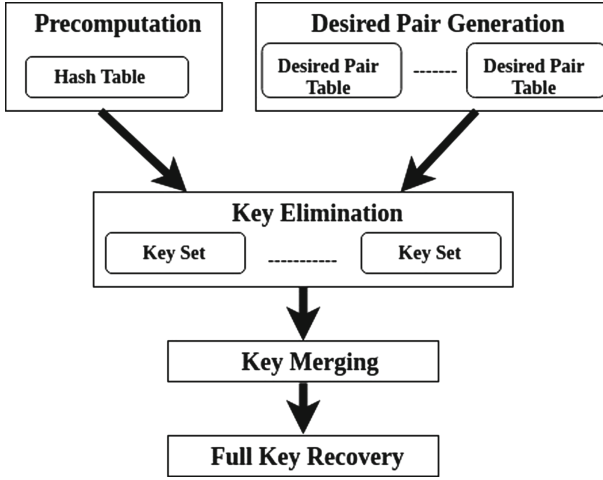 Precomputation
Hash Table
Desired Pair Generation
Desired Pair
Table
-------
Desired Pair
Table
Key Elimination
Key Set
-----------
Key Set
Key Merging
Full Key Recovery